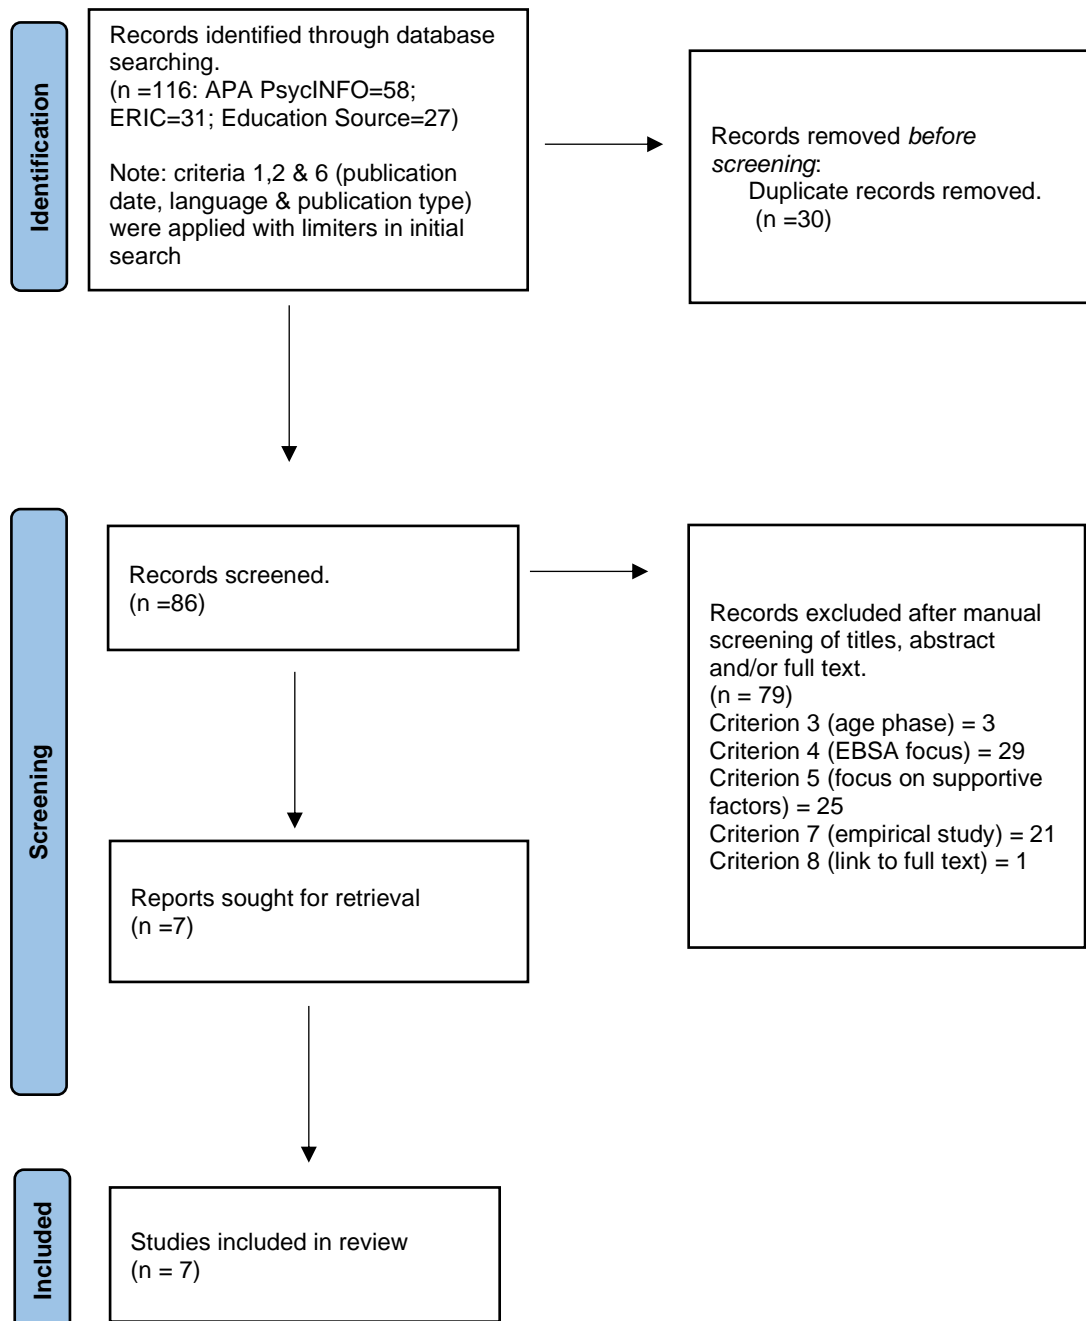 Identification
Records identified through database
searching.
(n =116: APA PsycINFO=58;
ERIC=31; Education Source=27)
Note: criteria 1,2 & 6 (publication
date, language & publication type)
were applied with limiters in initial
search
Records removed before
screening:
Duplicate records removed.
(n =30)
Screening
Records screened.
(n =86)
Records excluded after manual
screening of titles, abstract
and/or full text.
(n = 79)
Criterion 3 (age phase) = 3
Criterion 4 (EBSA focus) = 29
Criterion 5 (focus on supportive
factors) = 25
Criterion 7 (empirical study) = 21
Criterion 8 (link to full text) = 1
Reports sought for retrieval
(n =7)
Included
Studies included in review
(n = 7)